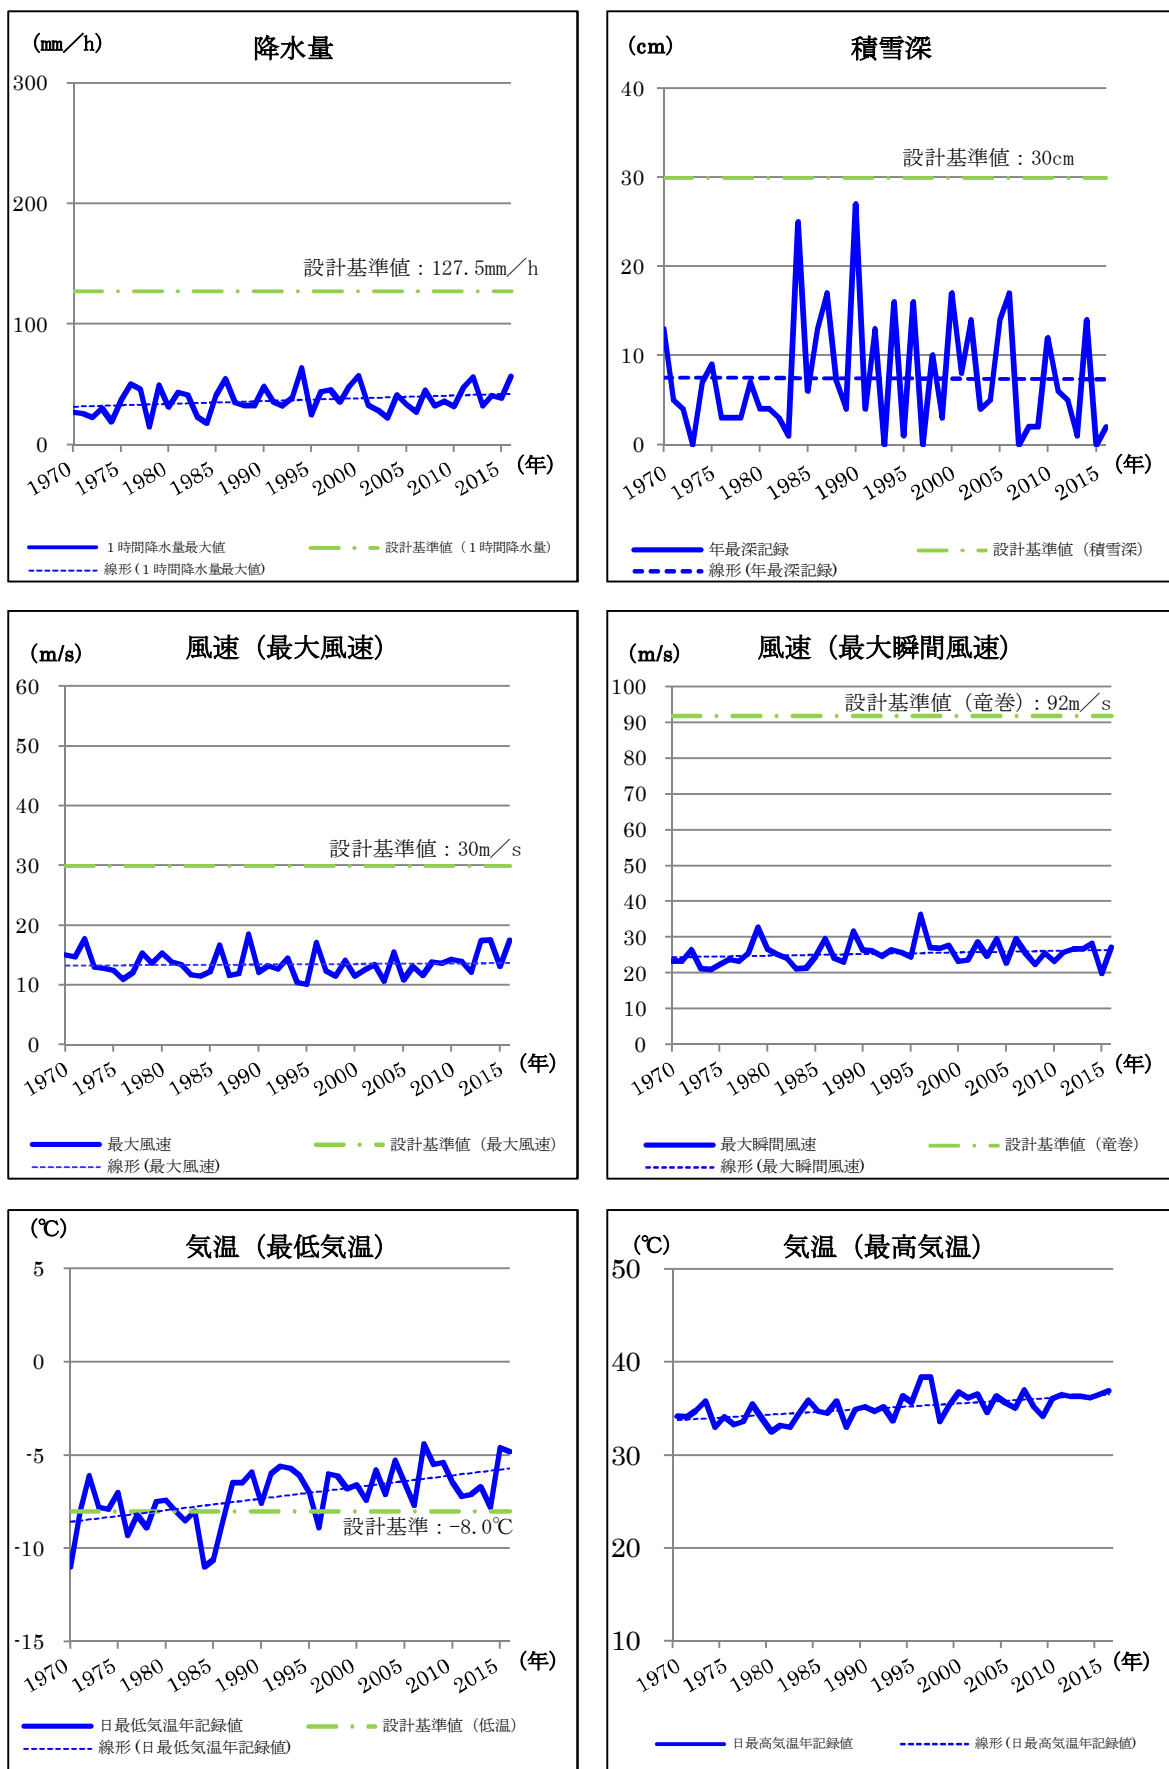 (mm／h)
降水量
300
200
設計基準値：127.5mm／h
100
0
1970 1975 1980 1985 1990 1995 2000 2005 2010 2015 (年)
１時間降水量最大値 設計基準値（１時間降水量）
線形(１時間降水量最大値)
(cm)
積雪深
40
設計基準値：30cm
30
20
10
0
1970 1975 1980 1985 1990 1995 2000 2005 2010 2015 (年)
年最深記録 設計基準値（積雪深）
線形(年最深記録)
(m/s)
風速（最大風速）
60
50
40
設計基準値：30m／s
30
20
10
0
1970 1975 1980 1985 1990 1995 2000 2005 2010 2015 (年)
最大風速 設計基準値（最大風速）
線形(最大風速)
(m/s)
風速（最大瞬間風速）
100
設計基準値（竜巻）：92m／s
90
80
70
60
50
40
30
20
10
0
1970 1975 1980 1985 1990 1995 2000 2005 2010 2015 (年)
最大瞬間風速 設計基準値（竜巻）
線形(最大瞬間風速)
(℃)
気温（最低気温）
5
0
-5
設計基準：-8.0℃
-10
-15
1970 1975 1980 1985 1990 1995 2000 2005 2010 2015 (年)
日最低気温年記録値 設計基準値（低温）
線形(日最低気温年記録値)
(℃)
気温（最高気温）
50
40
30
20
10
1970 1975 1980 1985 1990 1995 2000 2005 2010 2015 (年)
日最高気温年記録値 線形(日最高気温年記録値)